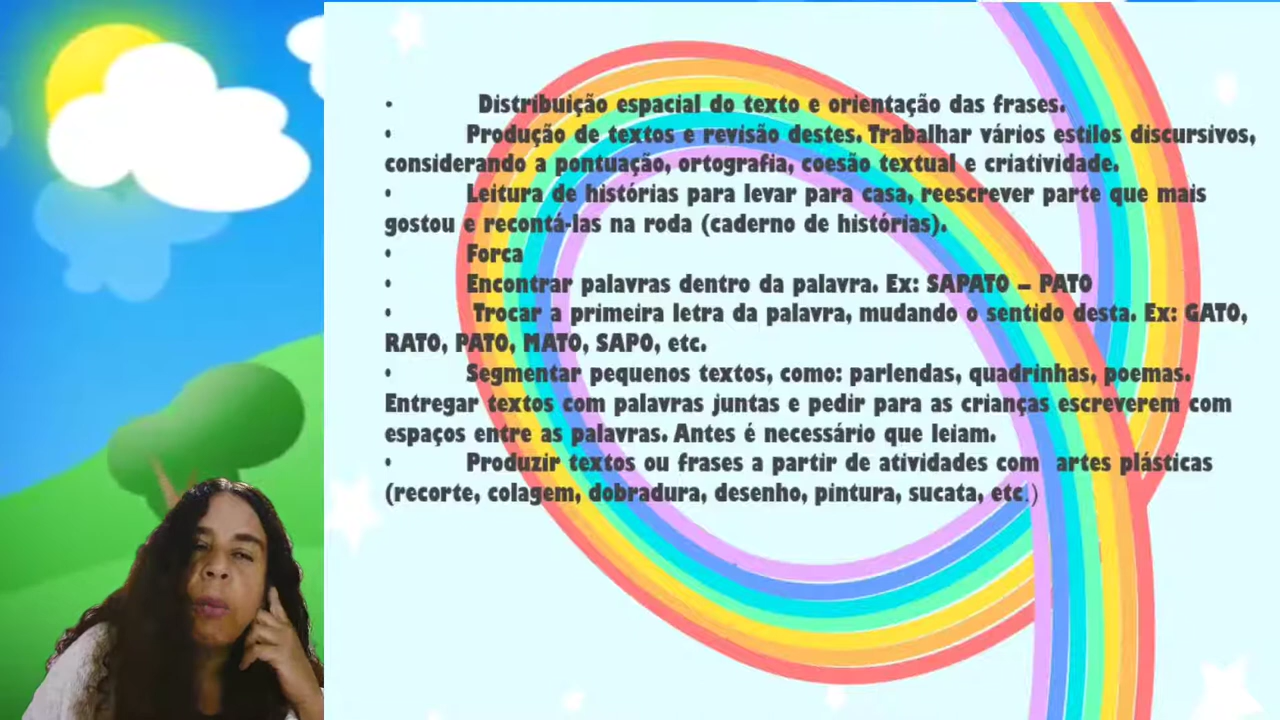 • Distribuição espacial do texto e orientação das frases.
• Produção de textos e revisão destes. Trabalhar vários estilos discursivos,
considerando a pontuação, ortografia, coesão textual e criatividade.
• Leitura de histórias para levar para casa, reescrever parte que mais
gostou e recontá-las na roda (caderno de histórias).
• Forca
• Encontrar palavras dentro da palavra. Ex: SAPATO – PATO
• Trocar a primeira letra da palavra, mudando o sentido desta. Ex: GATO,
RATO, PATO, MATO, SAPO, etc.
• Segmentar pequenos textos, como: parlendas, quadrinhas, poemas.
Entregar textos com palavras juntas e pedir para as crianças escreverem com
espaços entre as palavras. Antes é necessário que leiam.
• Produzir textos ou frases a partir de atividades com artes plásticas
(recorte, colagem, dobradura, desenho, pintura, sucata, etc.)